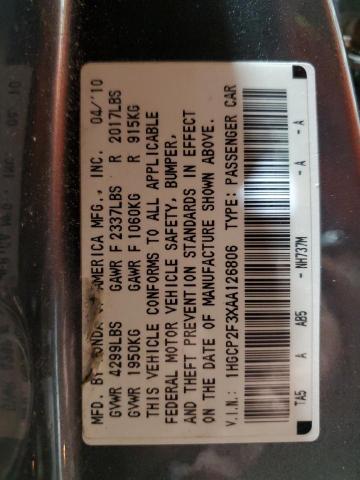 MFD. BY HONDA OF AMERICA MFG., INC. 04/'10
GVWR 4299LBS GAWR F 2337LBS R 2017LBS
GVWR 1950KG GAWR F 1060KG R 915KG
THIS VEHICLE CONFORMS TO ALL APPLICABLE
FEDERAL MOTOR VEHICLE SAFETY, BUMPER,
AND THEFT PREVENTION STANDARDS IN EFFECT
ON THE DATE OF MANUFACTURE SHOWN ABOVE.
V.I.N.: 1HGCP2F3XAA126806 TYPE: PASSENGER CAR
TA5 A AB5 - NH737M - A - A